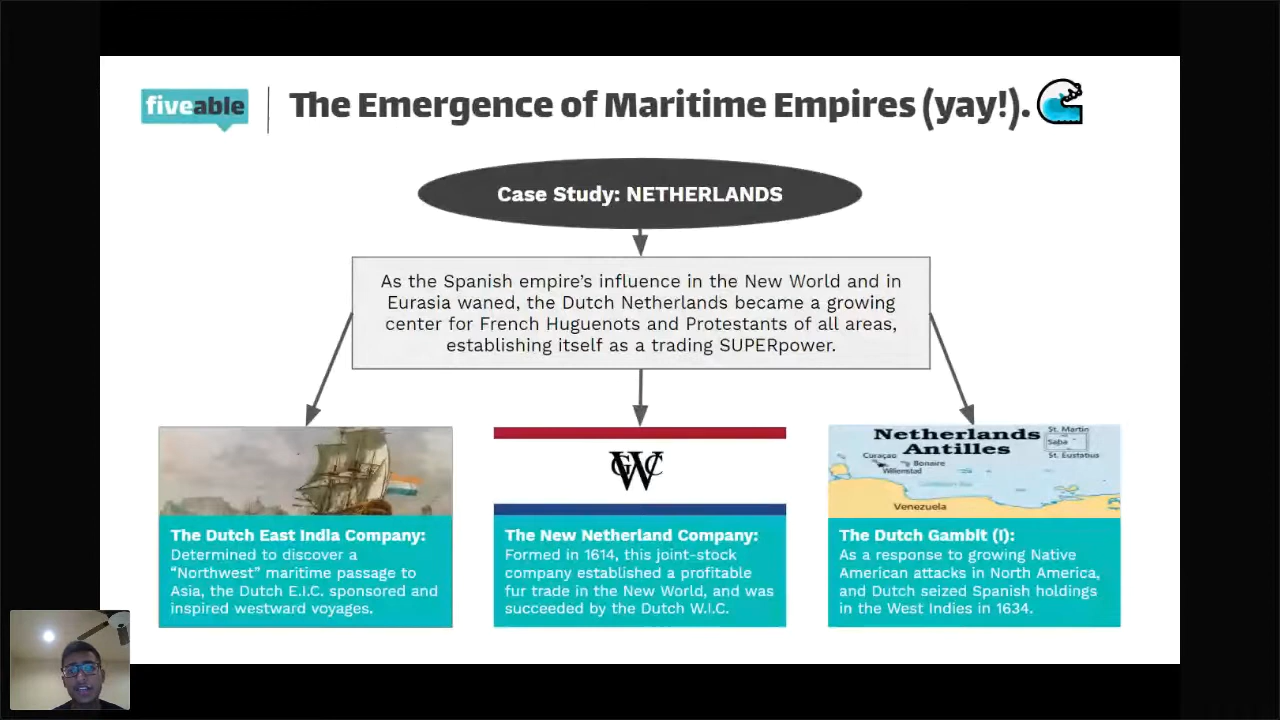 fiveable
The Emergence of Maritime Empires (yay!).
Case Study: NETHERLANDS
As the Spanish empire's influence in the New World and in
Eurasia waned, the Dutch Netherlands became a growing
center for French Huguenots and Protestants of all areas,
establishing itself as a trading SUPERpower.
The Dutch East India Company:
Determined to discover a
“Northwest” maritime passage to
Asia, the Dutch E.I.C. sponsored and
inspired westward voyages.
GWC
The New Netherland Company:
Formed in 1614, this joint-stock
company established a profitable
fur trade in the New World, and was
succeeded by the Dutch W.I.C.
Netherlands
Antilles
St. Martin
Saba
St. Eustatius
Curaçao
Bonaire
Willemstad
Caribbean Sea
Venezuela
The Dutch Gambit (I):
As a response to growing Native
American attacks in North America,
and Dutch seized Spanish holdings
in the West Indies in 1634.